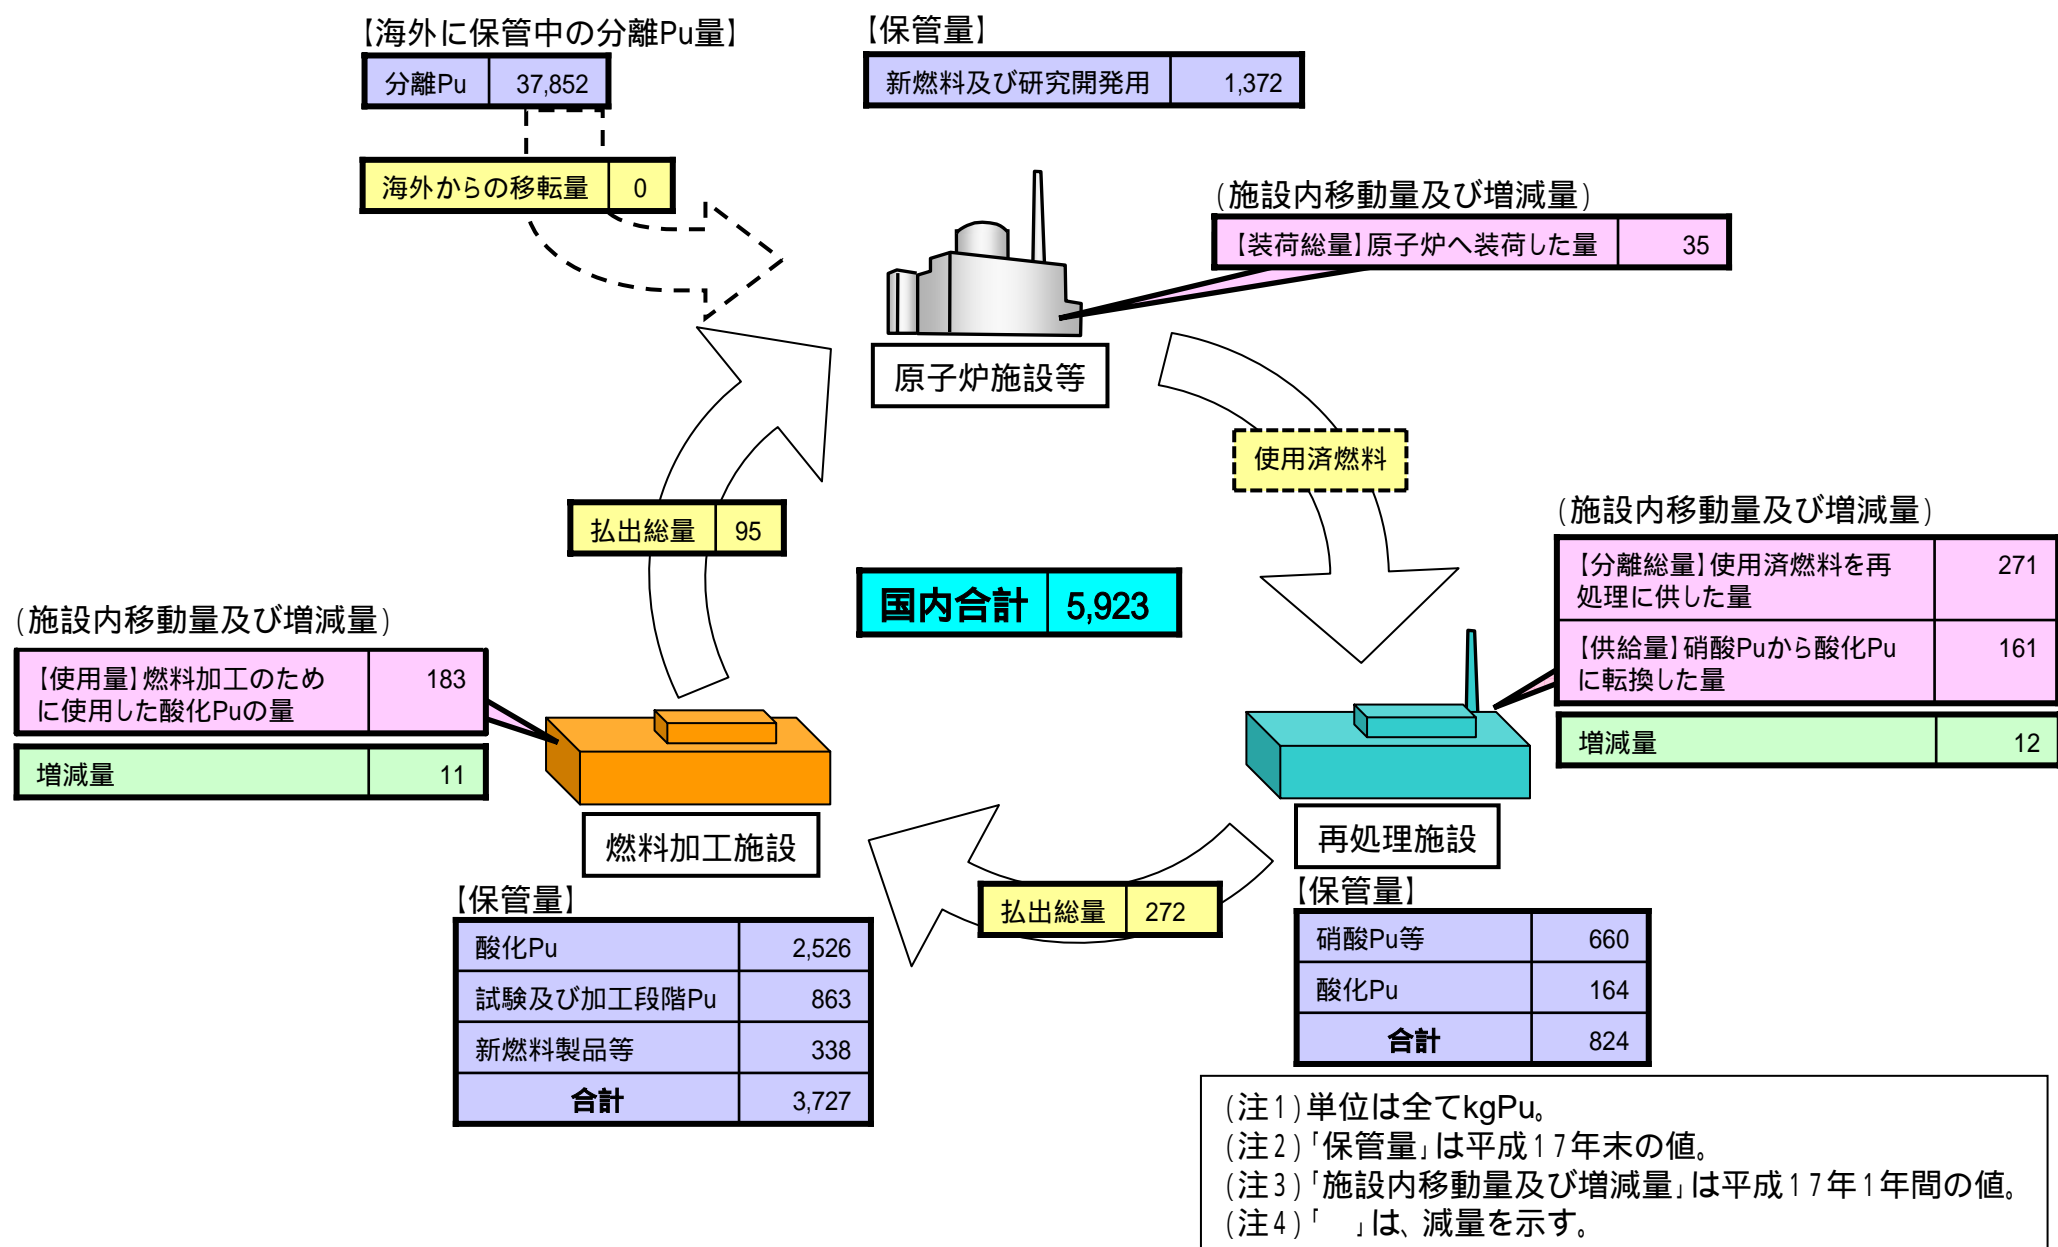 【海外に保管中の分離Pu量】
分離Pu 37,852
海外からの移転量 0
【保管量】
新燃料及び研究開発用 1,372
(施設内移動量及び増減量)
【装荷総量】原子炉へ装荷した量 35
原子炉施設等
使用済燃料
払出総量 95
国内合計 5,923
(施設内移動量及び増減量)
【分離総量】使用済燃料を再 271
処理に供した量
【供給量】硝酸Puから酸化Pu 161
に転換した量
増減量 12
(施設内移動量及び増減量)
【使用量】燃料加工のため 183
に使用した酸化Puの量
増減量 11
燃料加工施設
再処理施設
払出総量 272
【保管量】
酸化Pu 2,526
試験及び加工段階Pu 863
新燃料製品等 338
合計 3,727
【保管量】
硝酸Pu等 660
酸化Pu 164
合計 824
(注1)単位は全てkgPu。
(注2)「保管量」は平成17年末の値。
(注3)「施設内移動量及び増減量」は平成17年1年間の値。
(注4)「　」は、減量を示す。